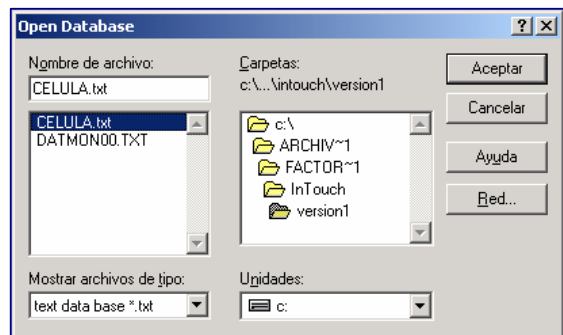 Open Database
Nombre de archivo:
CELULA.txt
CELULA.txt
DATMON00.TXT
Mostrar archivos de tipo:
text data base *.txt
Carpetas:
c:\...\intouch\version1
c:\
ARCHIV~1
FACTOR~1
InTouch
version1
Unidades:
c:
Aceptar
Cancelar
Ayuda
Red...